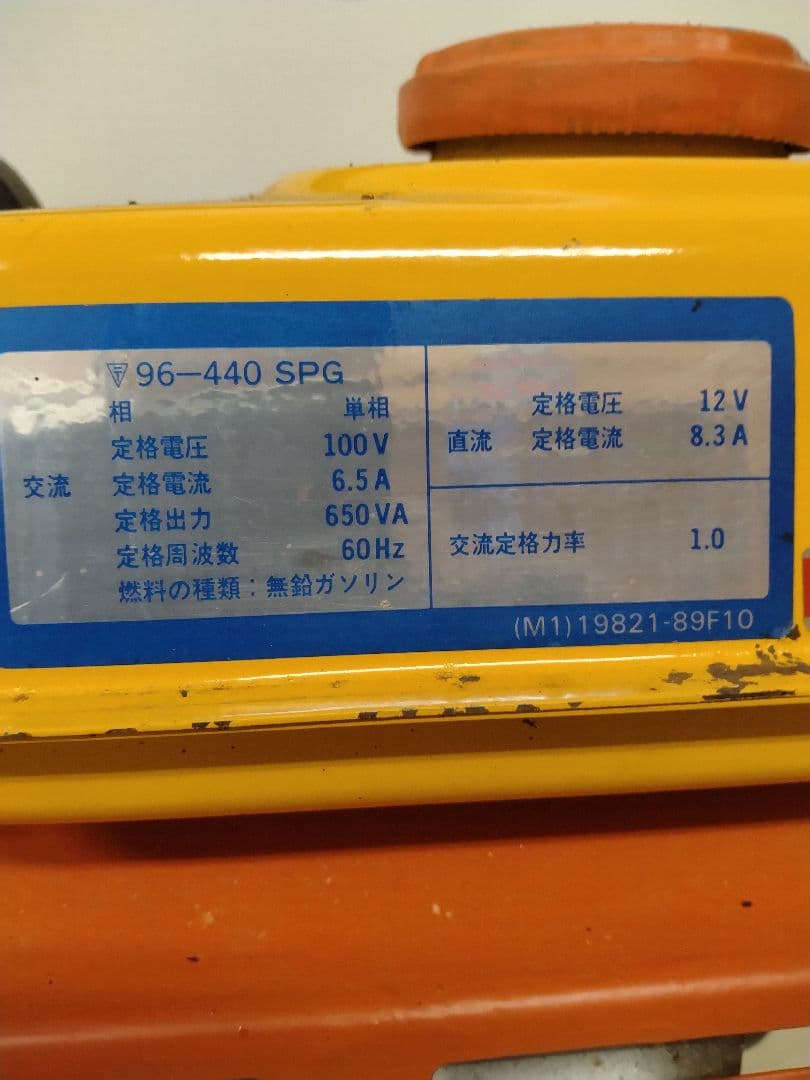 〒96-440 SPG
相 単相
定格電圧 100V
交流 定格電流 6.5A
定格出力 650VA
定格周波数 60Hz
燃料の種類：無鉛ガソリン
定格電圧 12V
直流 定格電流 8.3A
交流定格力率 1.0
(M1)19821-89F10